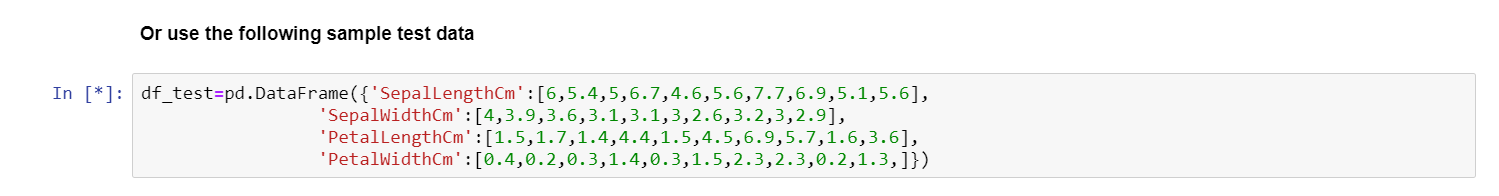 Or use the following sample test data
In [*]: df_test=pd.DataFrame({'SepalLengthCm':[6,5.4,5,6.7,4.6,5.6,7.7,6.9,5.1,5.6],
'SepalWidthCm':[4,3.9,3.6,3.1,3.1,3,2.6,3.2,3,2.9],
'PetalLengthCm':[1.5,1.7,1.4,4.4,1.5,4.5,6.9,5.7,1.6,3.6],
'PetalWidthCm':[0.4,0.2,0.3,1.4,0.3,1.5,2.3,2.3,0.2,1.3,]})